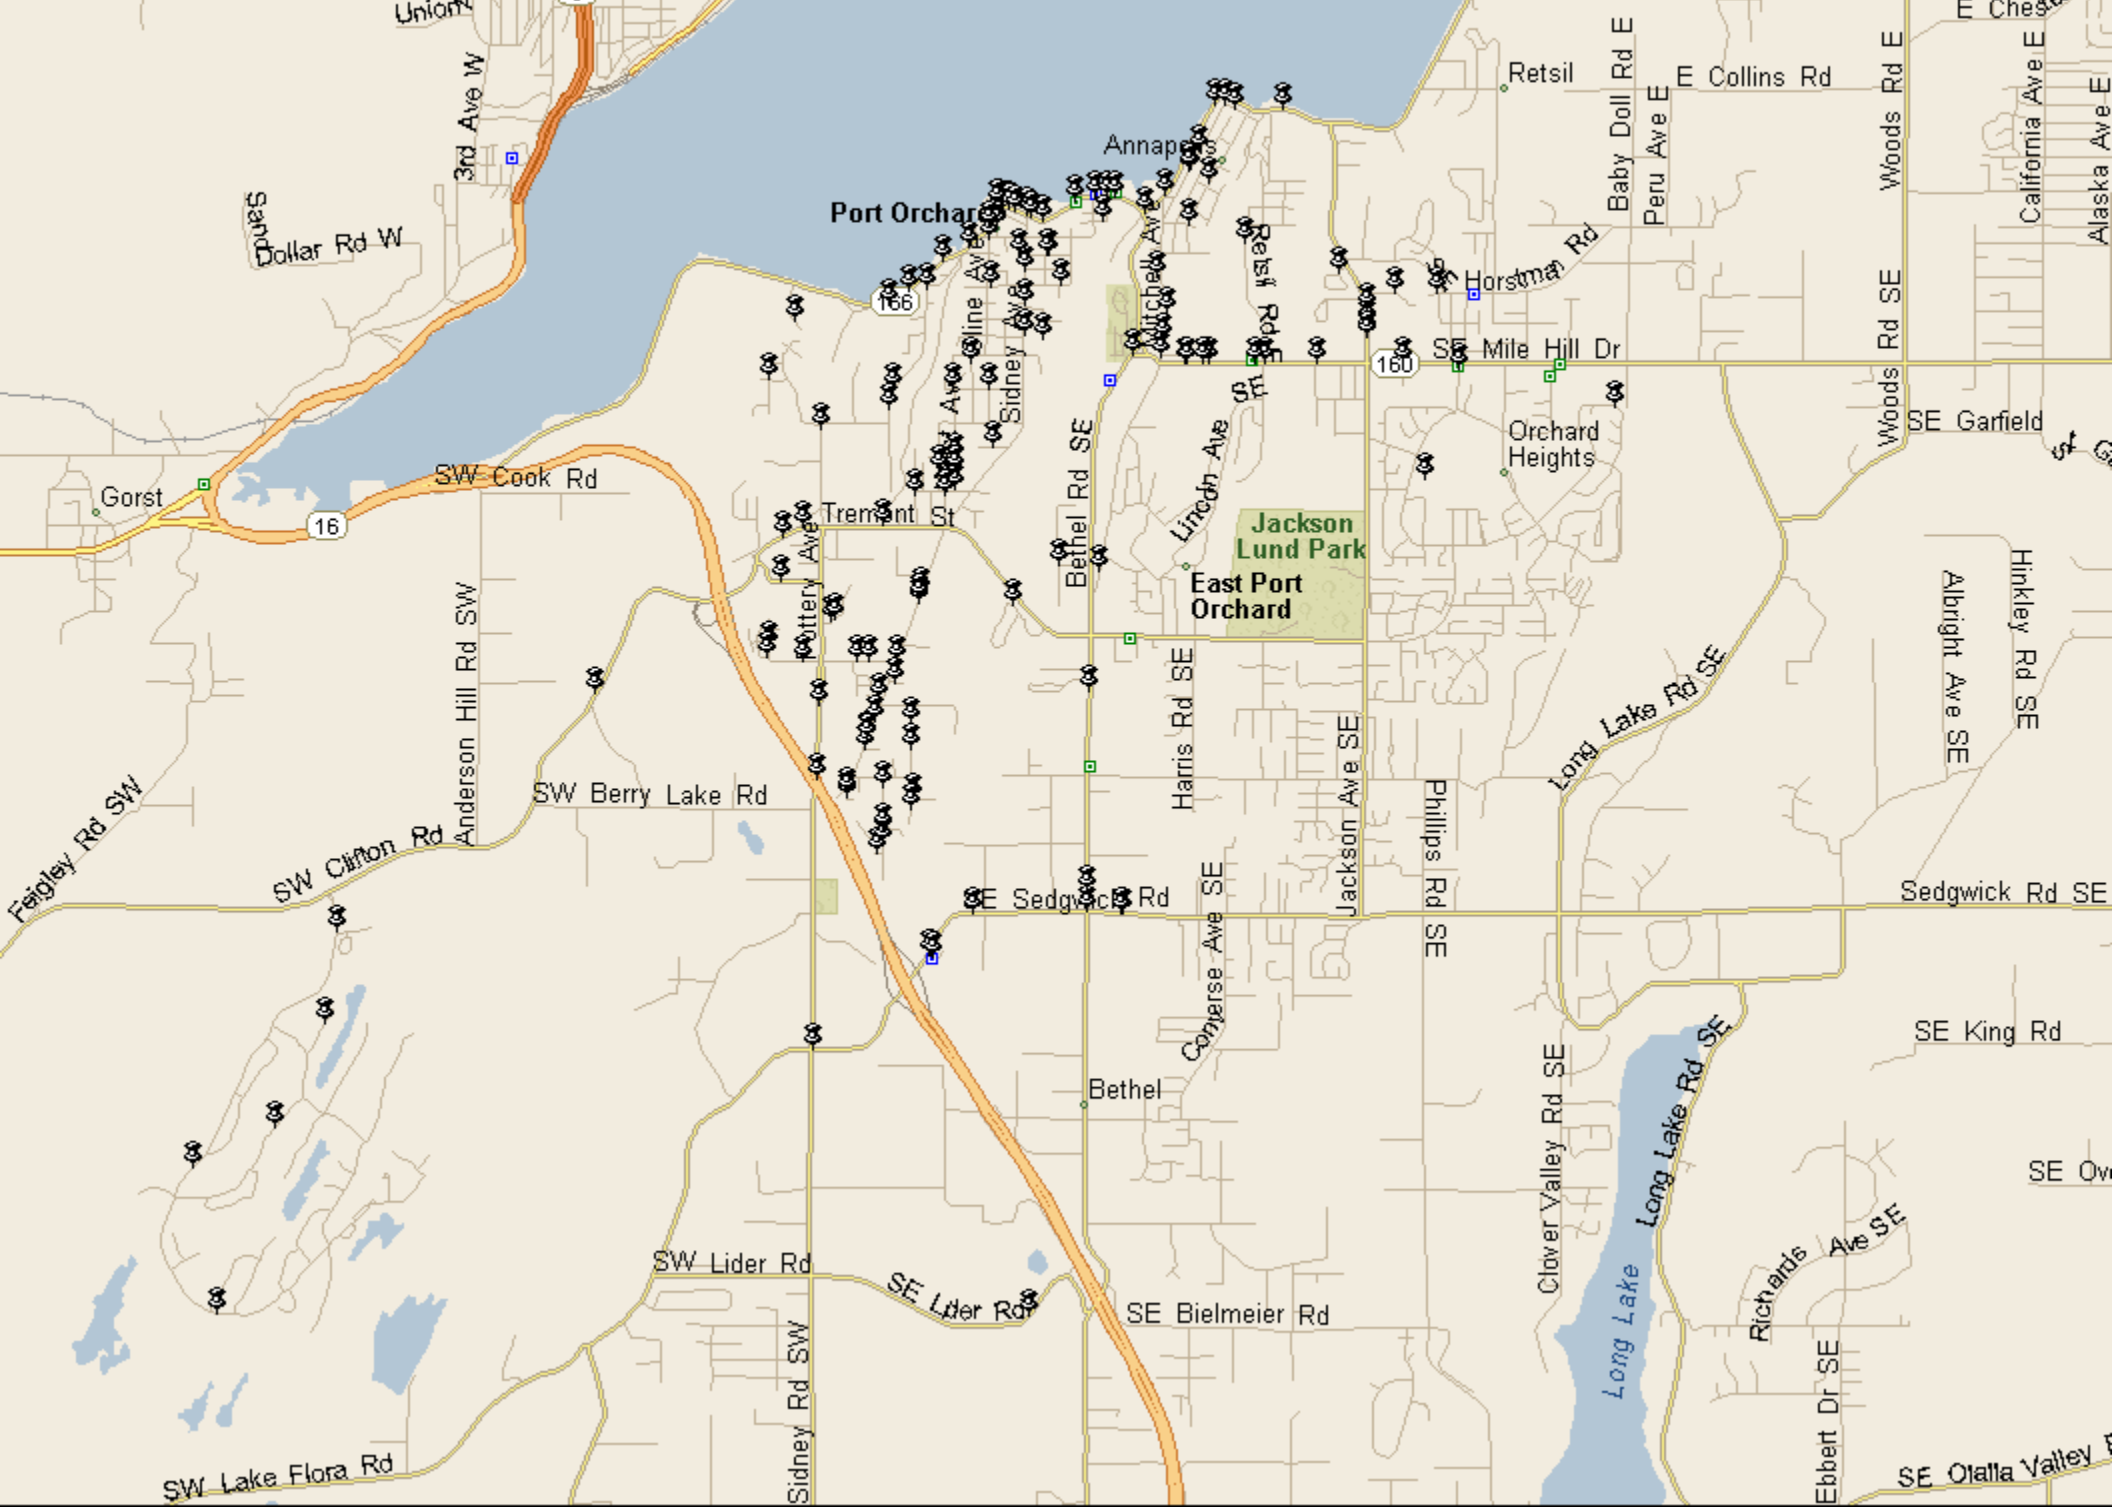 Union
E Ches
3rd Ave W
Retsil
E Collins Rd
Baby Doll Rd E
Peru Ave E
Woods Rd E
California Ave E
Alaska Ave E
Port Orchard
Sand
Dollar Rd W
Mitchell Ave
Retsil Rd E
Horstman Rd
166
Sidney Ave
160
SE Mile Hill Dr
SE
Woods Rd SE
SE Garfield
St
Orchard
Heights
Lincoln Ave
Bethel Rd SE
SW Cook Rd
Gorst
16
Tremont St
Pottery Ave
Jackson
Lund Park
East Port
Orchard
Anderson Hill Rd SW
Harris Rd SE
Jackson Ave SE
Long Lake Rd SE
Albright Ave SE
Hinkley Rd SE
SW Berry Lake Rd
Feigley Rd SW
SW Clifton Rd
Phillips Rd SE
SE Sedgwick Rd
Sedgwick Rd SE
Converse Ave SE
Bethel
SE King Rd
Clover Valley Rd SE
Long Lake Rd SE
Long Lake
SE Ov
Richards Ave SE
SW Lider Rd
SE Lider Rd
SE Bielmeier Rd
Sidney Rd SW
Ebbert Dr SE
SW Lake Flora Rd
SE Olalla Valley